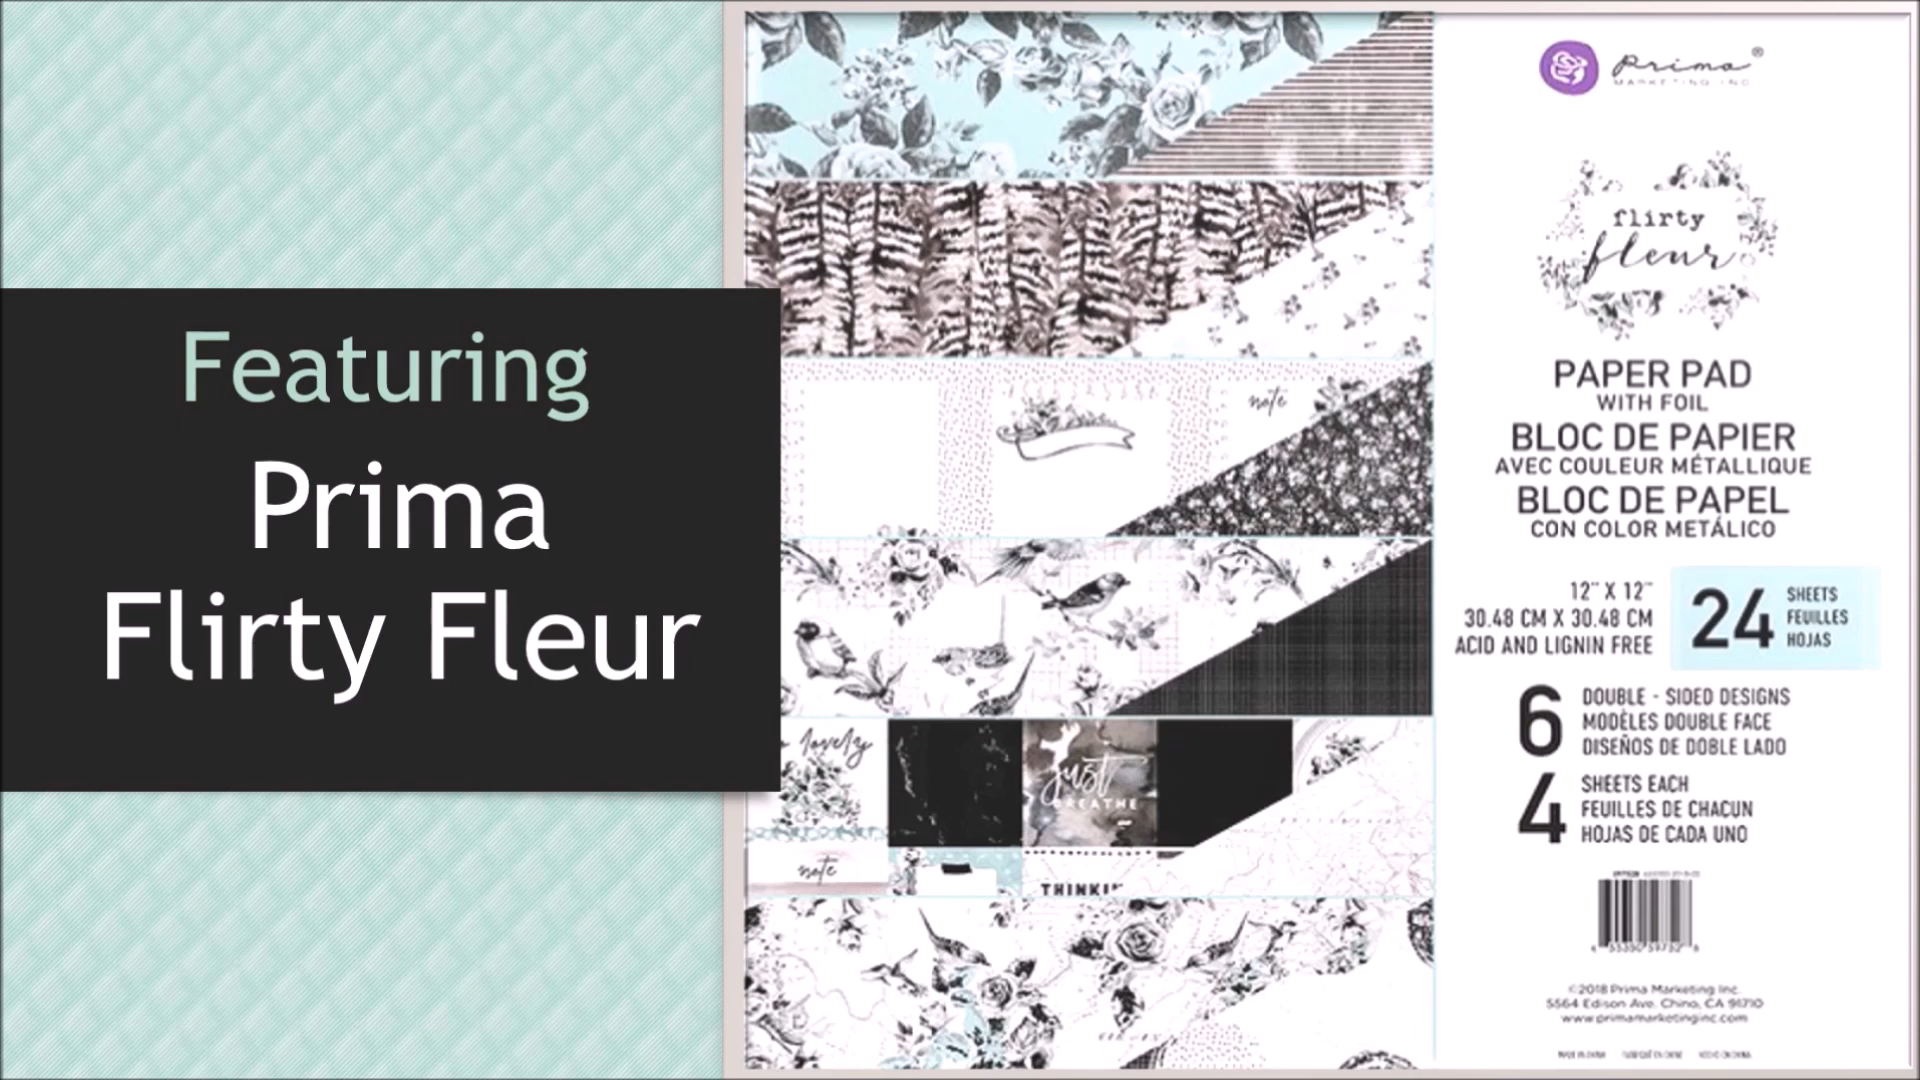 Featuring
Prima
Flirty Fleur
Prima
MARKETING INC
flirty
fleur
PAPER PAD
WITH FOIL
BLOC DE PAPIER
AVEC COULEUR MÉTALLIQUE
BLOC DE PAPEL
CON COLOR METÁLICO
12" X 12"
30.48 CM X 30.48 CM
ACID AND LIGNIN FREE
24
SHEETS
FEUILLES
HOJAS
6
DOUBLE - SIDED DESIGNS
MODÈLES DOUBLE FACE
DISEÑOS DE DOBLE LADO
4
SHEETS EACH
FEUILLES DE CHACUN
HOJAS DE CADA UNO
©2018 Prima Marketing Inc.
5564 Edison Ave. Chino, CA 91710
www.primamarketinginc.com
note
lovely
just
BREATHE
note
THINKI